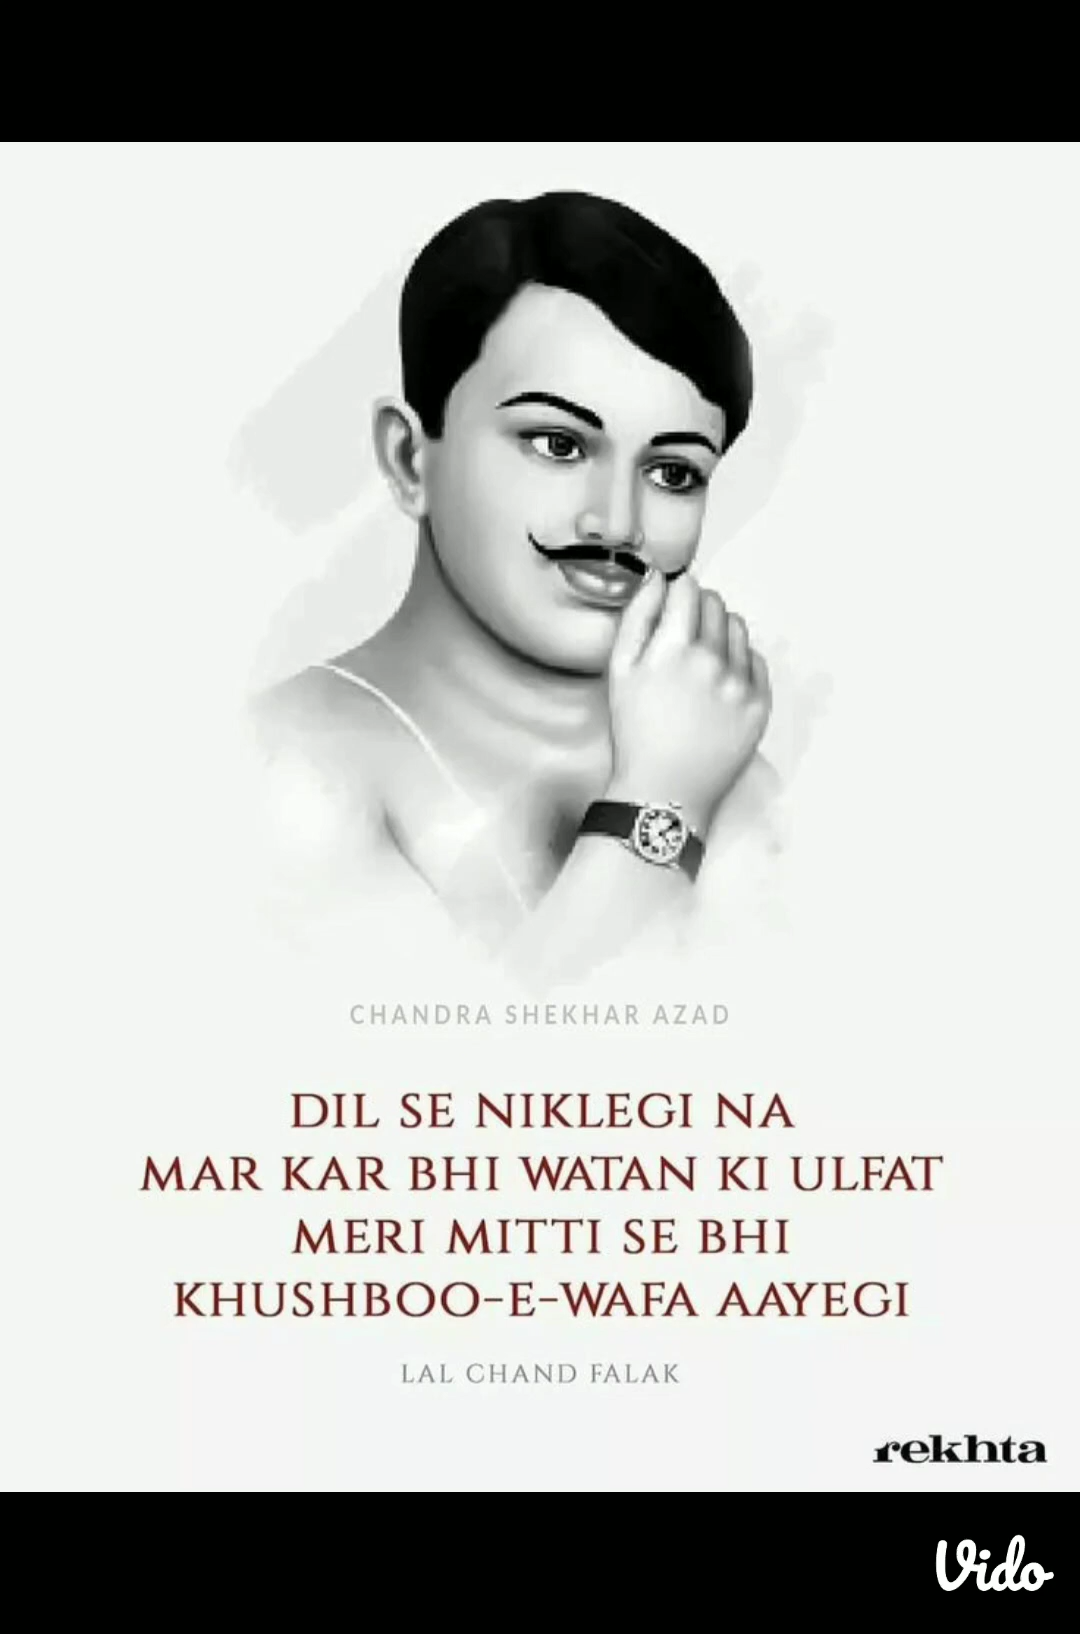 CHANDRA SHEKHAR AZAD
DIL SE NIKLEGI NA
MAR KAR BHI WATAN KI ULFAT
MERI MITTI SE BHI
KHUSHBOO-E-WAFA AAYEGI
LAL CHAND FALAK
rekhta
Vido